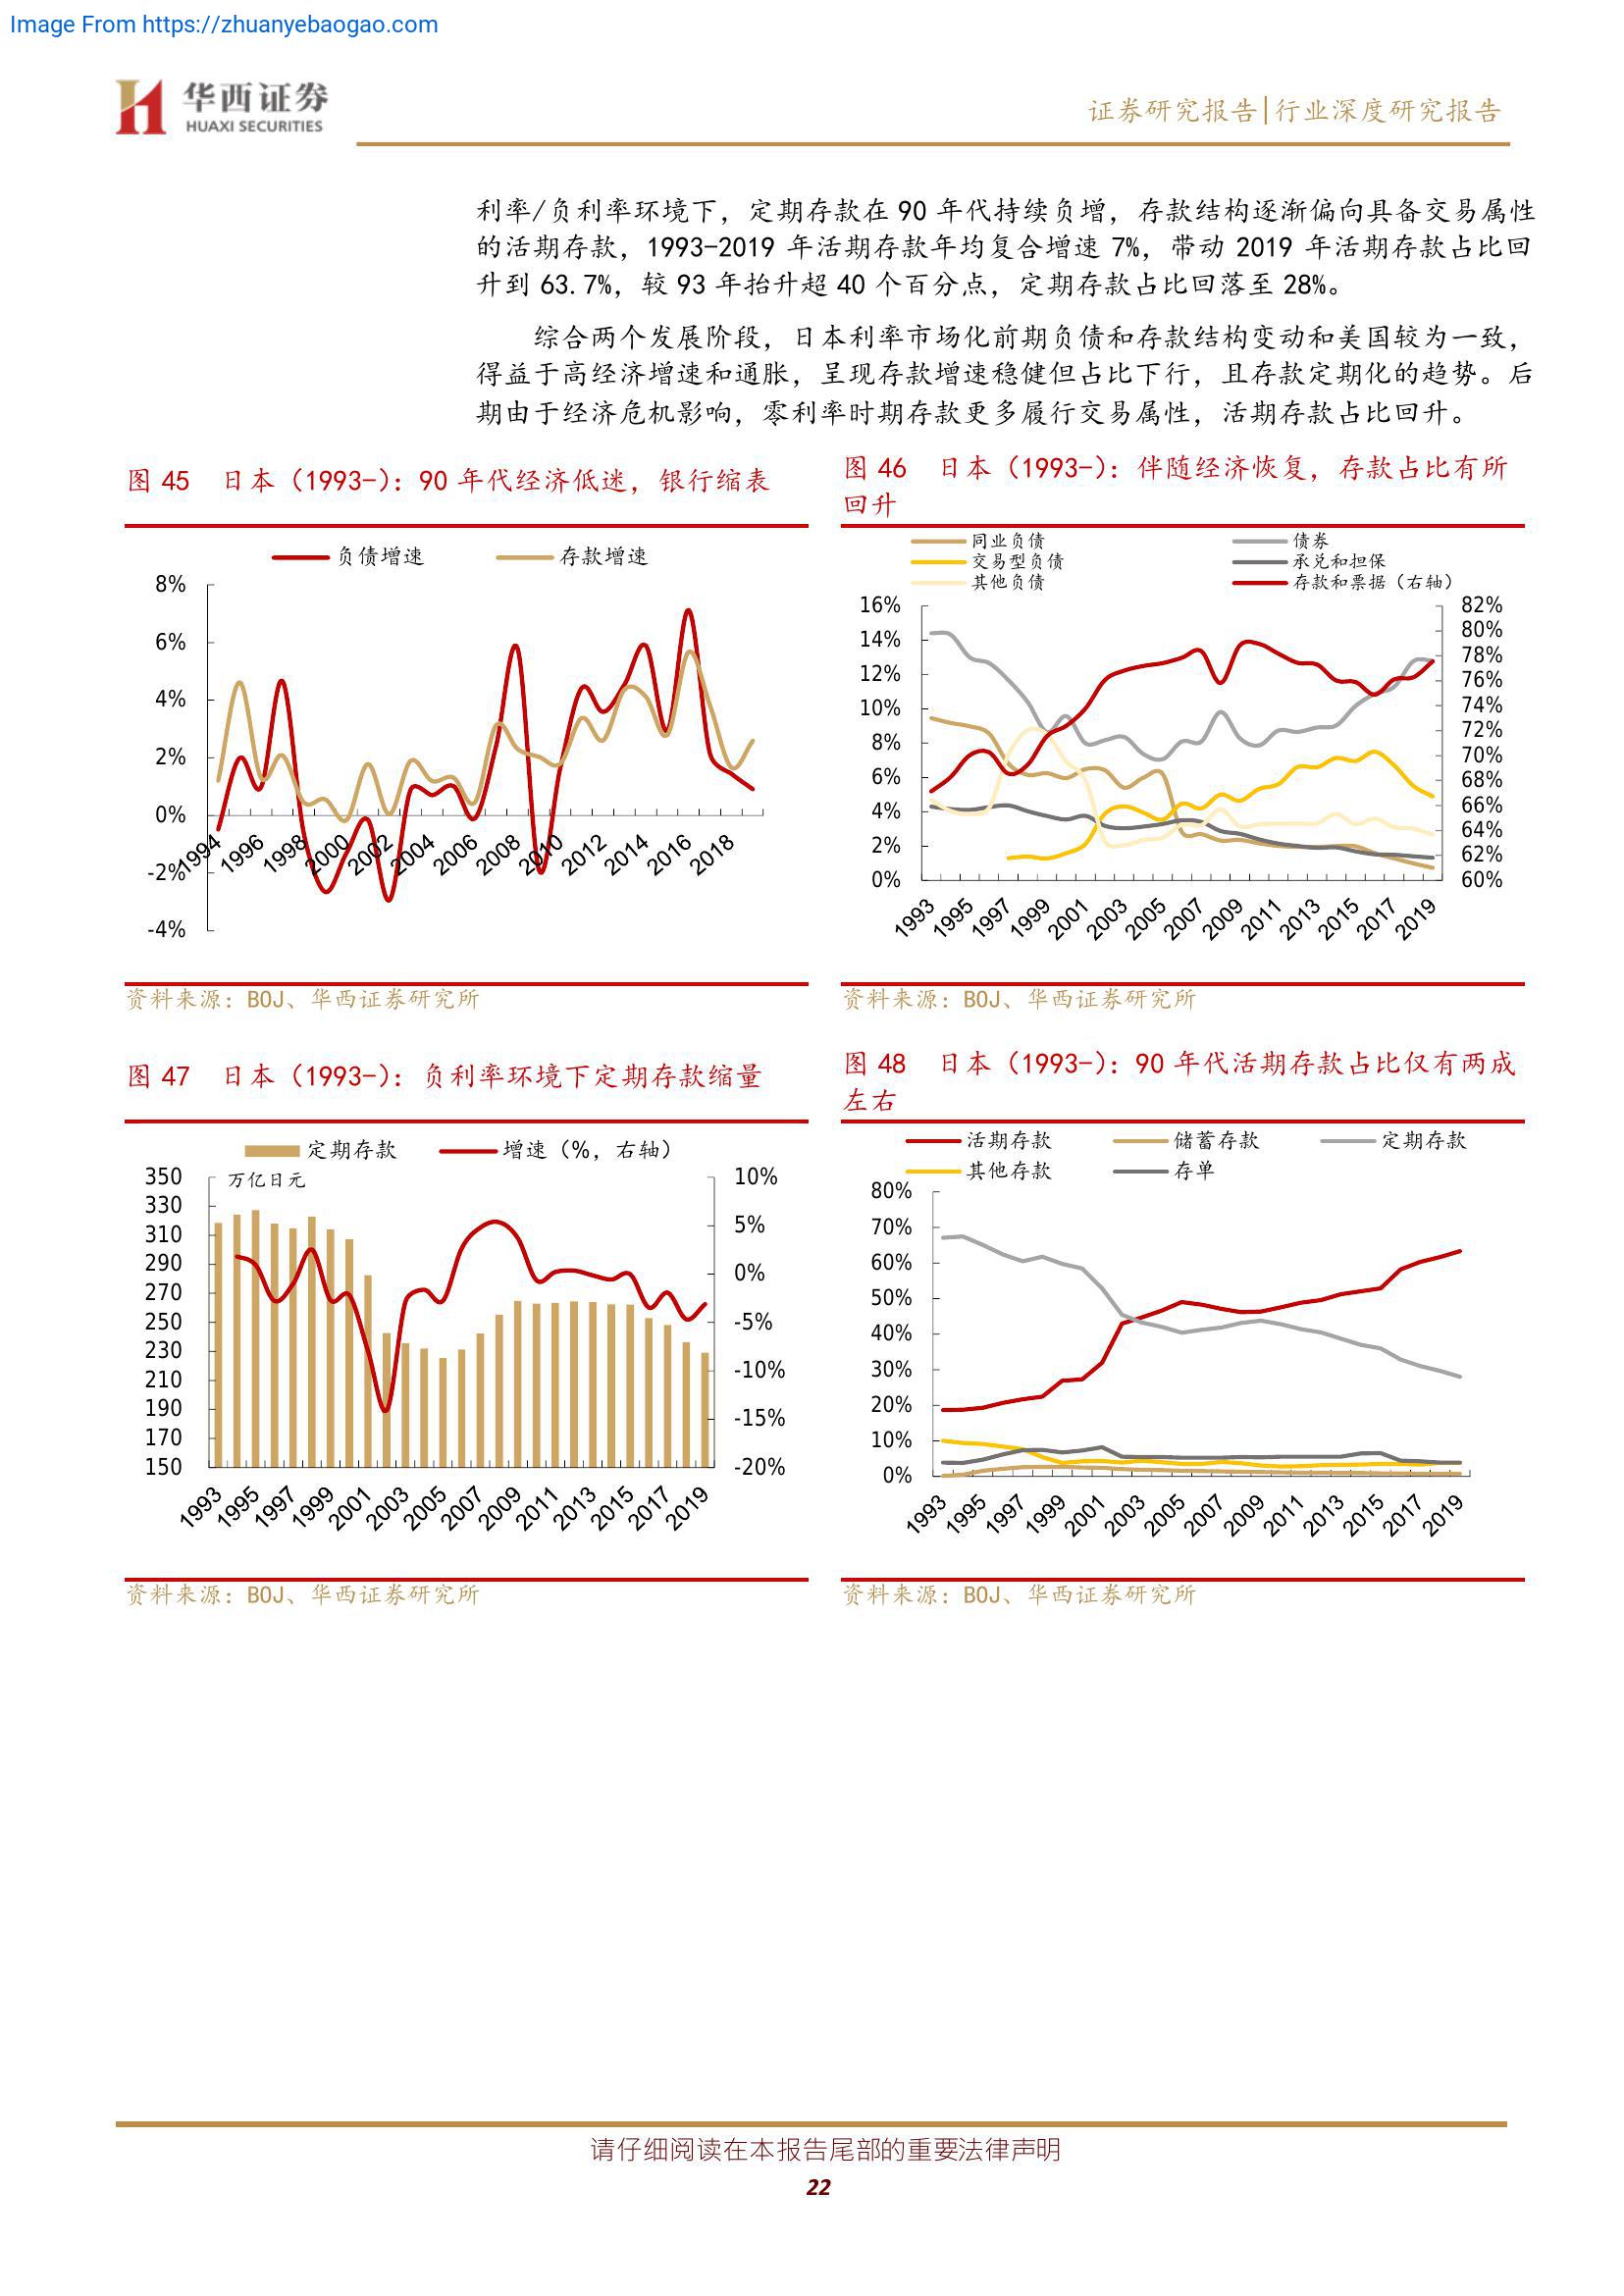 Image From https://zhuanyebaogao.com
华西证券
HUAXI SECURITIES
证券研究报告|行业深度研究报告
利率/负利率环境下，定期存款在 90 年代持续负增，存款结构逐渐偏向具备交易属性
的活期存款，1993-2019 年活期存款年均复合增速 7%，带动 2019 年活期存款占比回
升到 63.7%，较 93 年抬升超 40 个百分点，定期存款占比回落至 28%。
综合两个发展阶段，日本利率市场化前期负债和存款结构变动和美国较为一致，
得益于高经济增速和通胀，呈现存款增速稳健但占比下行，且存款定期化的趋势。后
期由于经济危机影响，零利率时期存款更多履行交易属性，活期存款占比回升。
图 45 日本（1993-）：90 年代经济低迷，银行缩表
负债增速 存款增速
8%
6%
4%
2%
0%
-2%
-4%
1994 1996 1998 2000 2002 2004 2006 2008 2010 2012 2014 2016 2018
资料来源：BOJ、华西证券研究所
图 46 日本（1993-）：伴随经济恢复，存款占比有所
回升
同业负债 债券
交易型负债 承兑和担保
其他负债 存款和票据（右轴）
16% 82%
14% 80%
12% 78%
10% 76%
8% 74%
6% 72%
4% 70%
2% 68%
0% 66%
64%
62%
60%
1993 1995 1997 1999 2001 2003 2005 2007 2009 2011 2013 2015 2017 2019
资料来源：BOJ、华西证券研究所
图 47 日本（1993-）：负利率环境下定期存款缩量
定期存款 增速（%，右轴）
万亿日元
350 10%
330 5%
310 0%
290 -5%
270 -10%
250 -15%
230 -20%
210
190
170
150
1993 1995 1997 1999 2001 2003 2005 2007 2009 2011 2013 2015 2017 2019
资料来源：BOJ、华西证券研究所
图 48 日本（1993-）：90 年代活期存款占比仅有两成
左右
活期存款 储蓄存款 定期存款
其他存款 存单
80%
70%
60%
50%
40%
30%
20%
10%
0%
1993 1995 1997 1999 2001 2003 2005 2007 2009 2011 2013 2015 2017 2019
资料来源：BOJ、华西证券研究所
请仔细阅读在本报告尾部的重要法律声明
22